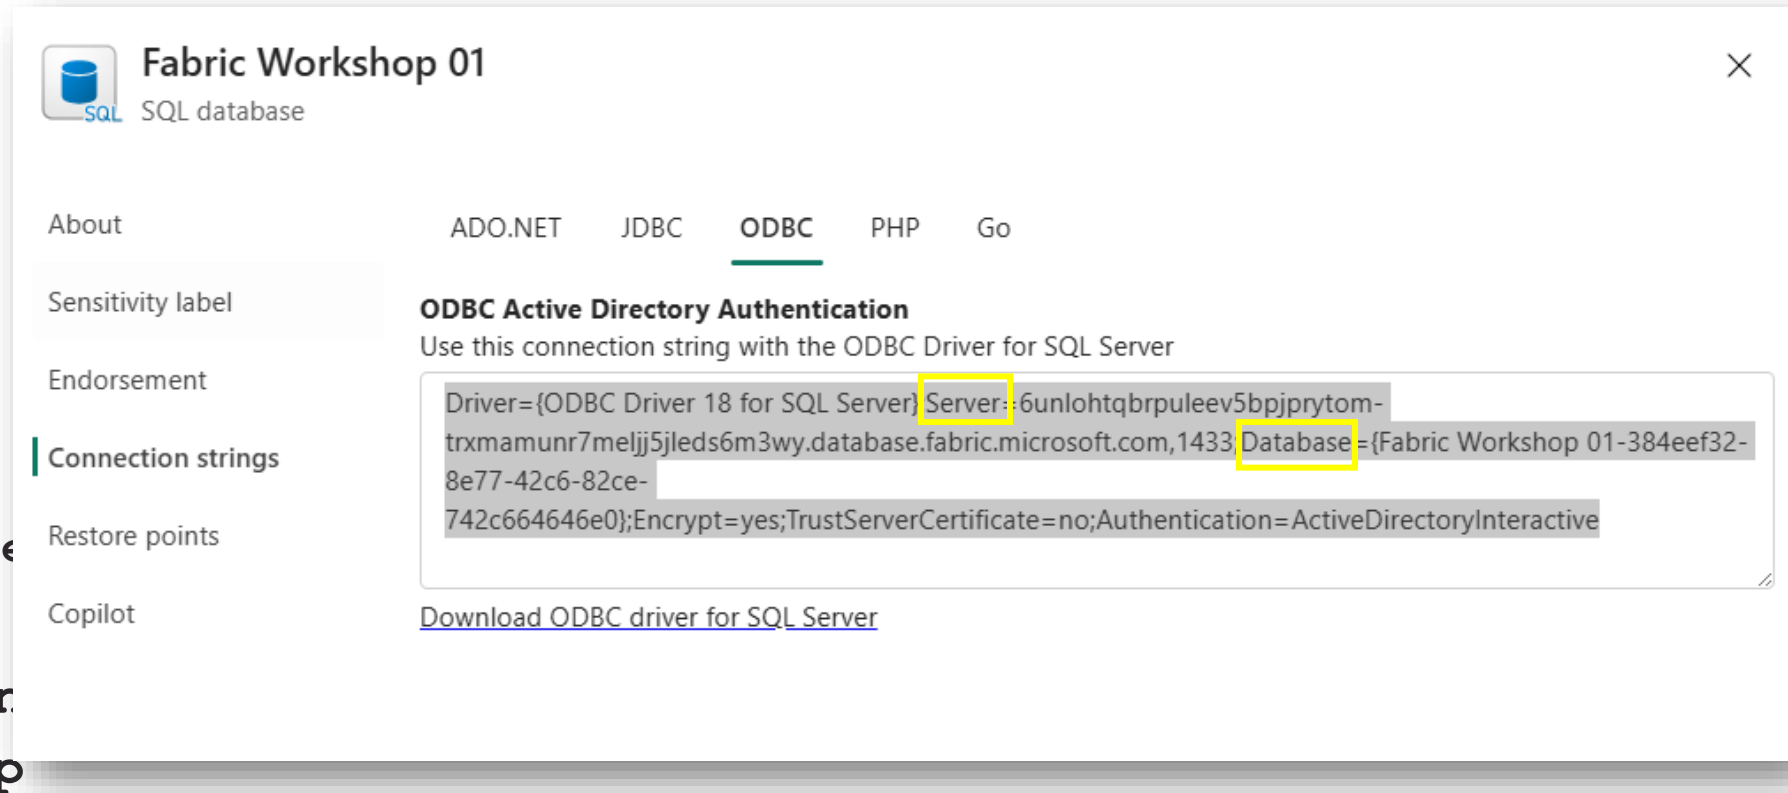 Fabric Workshop 01
SQL
SQL database
About
Sensitivity label
Endorsement
Connection strings
Restore points
Copilot
ADO.NET JDBC ODBC PHP Go
ODBC Active Directory Authentication
Use this connection string with the ODBC Driver for SQL Server
Driver={ODBC Driver 18 for SQL Server};Server=6unlohtqbrpuleev5bpjprytom-
trxmamunr7meljj5jleds6m3wy.database.fabric.microsoft.com,1433;Database={Fabric Workshop 01-384eef32-
8e77-42c6-82ce-
742c664646e0};Encrypt=yes;TrustServerCertificate=no;Authentication=ActiveDirectoryInteractive
Download ODBC driver for SQL Server